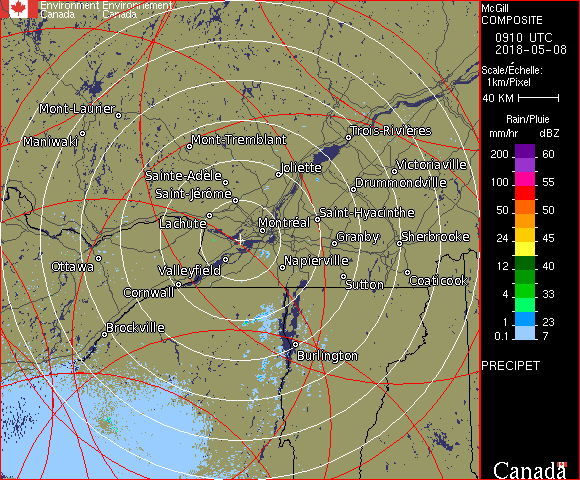 Environment Environnement
Canada Canada
McGill
COMPOSITE
0910 UTC
2018-05-08
Scale/Échelle:
1km/Pixel
40 KM
Rain/Pluie
mm/hr dBZ
200 60
100 55
50 50
24 45
12 40
4 33
1 23
0.1 7
PRECIPET
Canada
Mont-Laurier
Maniwaki
Mont-Tremblant
Trois-Rivières
Sainte-Adèle
Joliette
Victoriaville
Saint-Jérôme
Drummondville
Lachute
Montréal
Saint-Hyacinthe
Granby
Sherbrooke
Ottawa
Valleyfield
Napierville
Cornwall
Sutton
Coaticook
Brockville
Burlington